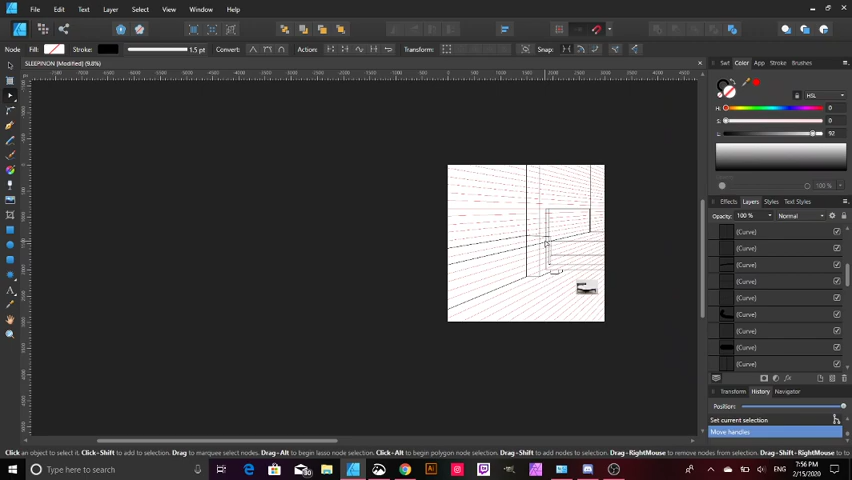 File Edit Text Layer Select View Window Help
Node Fill: Stroke: 1.5 pt Convert: Action: Transform: Snap:
SLEEPINION [Modified] (9.8%)
Swt Color App Stroke Brushes
HSL
H: 0
S: 0
L: 92
100 %
Effects Layers Styles Text Styles
Opacity: 100 % Normal
(Curve)
(Curve)
(Curve)
(Curve)
(Curve)
(Curve)
(Curve)
(Curve)
(Curve)
Transform History Navigator
Position:
Set current selection
Move handles
Click an object to select it. Click+Shift to add to selection. Drag to marquee select nodes. Drag+Alt to begin lasso node selection. Click+Alt to begin polygon node selection. Drag+Shift to add nodes to selection. Drag+RightMouse to remove nodes from selection. Drag+Shift+RightMouse to
Type here to search
ENG
7:56 PM
2/15/2020